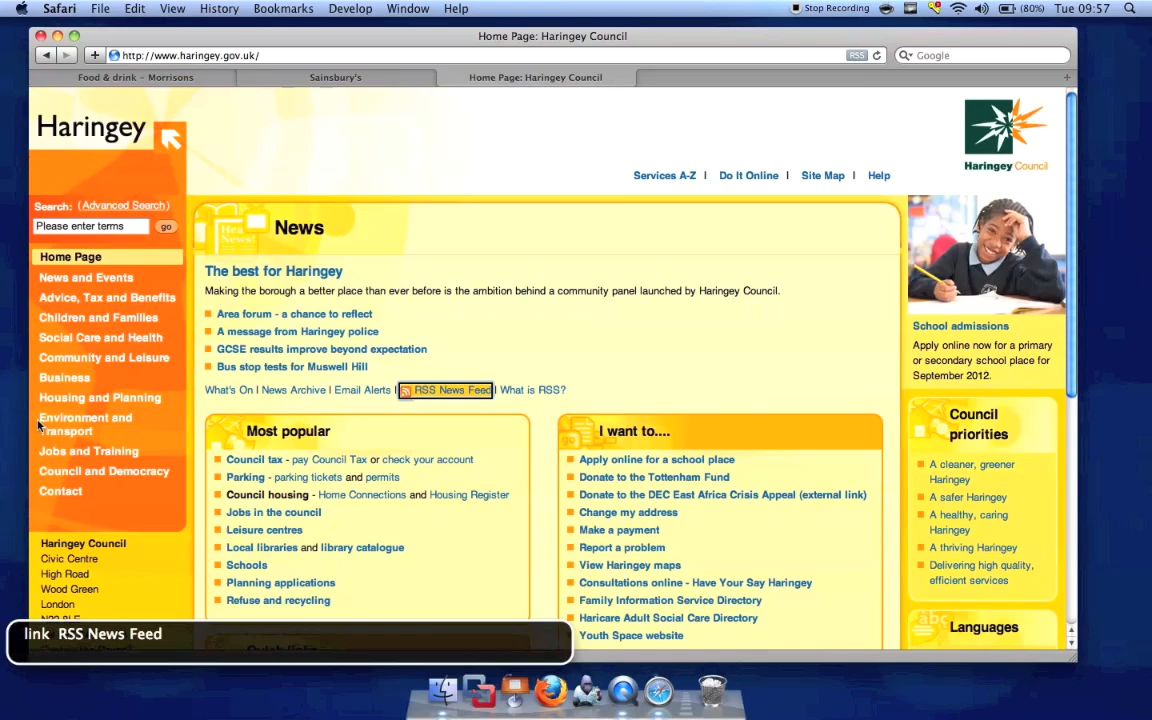 Safari File Edit View History Bookmarks Develop Window Help Stop Recording (80%) Tue 09:57
Home Page: Haringey Council
http://www.haringey.gov.uk/ RSS Google
Food & drink – Morrisons Sainsbury's Home Page: Haringey Council
Haringey
Haringey Council
Services A-Z I Do It Online I Site Map I Help
Search: (Advanced Search)
Please enter terms go
Home Page
News and Events
Advice, Tax and Benefits
Children and Families
Social Care and Health
Community and Leisure
Business
Housing and Planning
Environment and
Transport
Jobs and Training
Council and Democracy
Contact
Haringey Council
Civic Centre
High Road
Wood Green
London
News
The best for Haringey
Making the borough a better place than ever before is the ambition behind a community panel launched by Haringey Council.
Area forum - a chance to reflect
A message from Haringey police
GCSE results improve beyond expectation
Bus stop tests for Muswell Hill
What's On I News Archive I Email Alerts I RSS News Feed I What is RSS?
Most popular
Council tax - pay Council Tax or check your account
Parking - parking tickets and permits
Council housing - Home Connections and Housing Register
Jobs in the council
Leisure centres
Local libraries and library catalogue
Schools
Planning applications
Refuse and recycling
I want to....
Apply online for a school place
Donate to the Tottenham Fund
Donate to the DEC East Africa Crisis Appeal (external link)
Change my address
Make a payment
Report a problem
View Haringey maps
Consultations online - Have Your Say Haringey
Family Information Service Directory
Haricare Adult Social Care Directory
Youth Space website
School admissions
Apply online now for a primary
or secondary school place for
September 2012.
Council
priorities
A cleaner, greener
Haringey
A safer Haringey
A healthy, caring
Haringey
A thriving Haringey
Delivering high quality,
efficient services
abc
Languages
link RSS News Feed